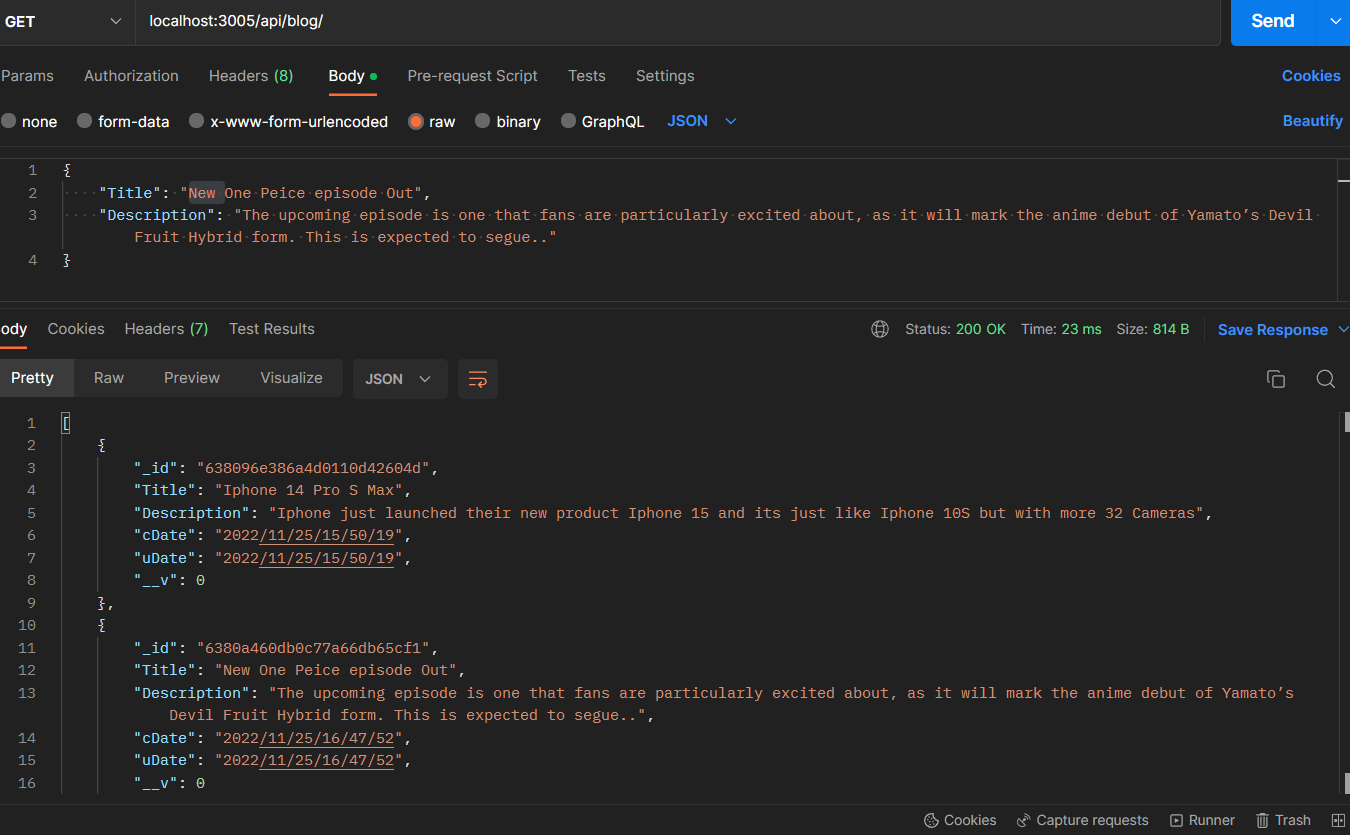 GET localhost:3005/api/blog/ Send
Params Authorization Headers (8) Body Pre-request Script Tests Settings Cookies
none form-data x-www-form-urlencoded raw binary GraphQL JSON Beautify
1 {
2 "Title": "New One Peice episode Out",
3 "Description": "The upcoming episode is one that fans are particularly excited about, as it will mark the anime debut of Yamato’s Devil
Fruit Hybrid form. This is expected to segue.."
4 }
ody Cookies Headers (7) Test Results Status: 200 OK Time: 23 ms Size: 814 B Save Response
Pretty Raw Preview Visualize JSON
1 [
2 {
3 "_id": "638096e386a4d0110d42604d",
4 "Title": "Iphone 14 Pro S Max",
5 "Description": "Iphone just launched their new product Iphone 15 and its just like Iphone 10S but with more 32 Cameras",
6 "cDate": "2022/11/25/15/50/19",
7 "uDate": "2022/11/25/15/50/19",
8 "__v": 0
9 },
10 {
11 "_id": "6380a460db0c77a66db65cf1",
12 "Title": "New One Peice episode Out",
13 "Description": "The upcoming episode is one that fans are particularly excited about, as it will mark the anime debut of Yamato’s
Devil Fruit Hybrid form. This is expected to segue..",
14 "cDate": "2022/11/25/16/47/52",
15 "uDate": "2022/11/25/16/47/52",
16 "__v": 0
Cookies Capture requests Runner Trash